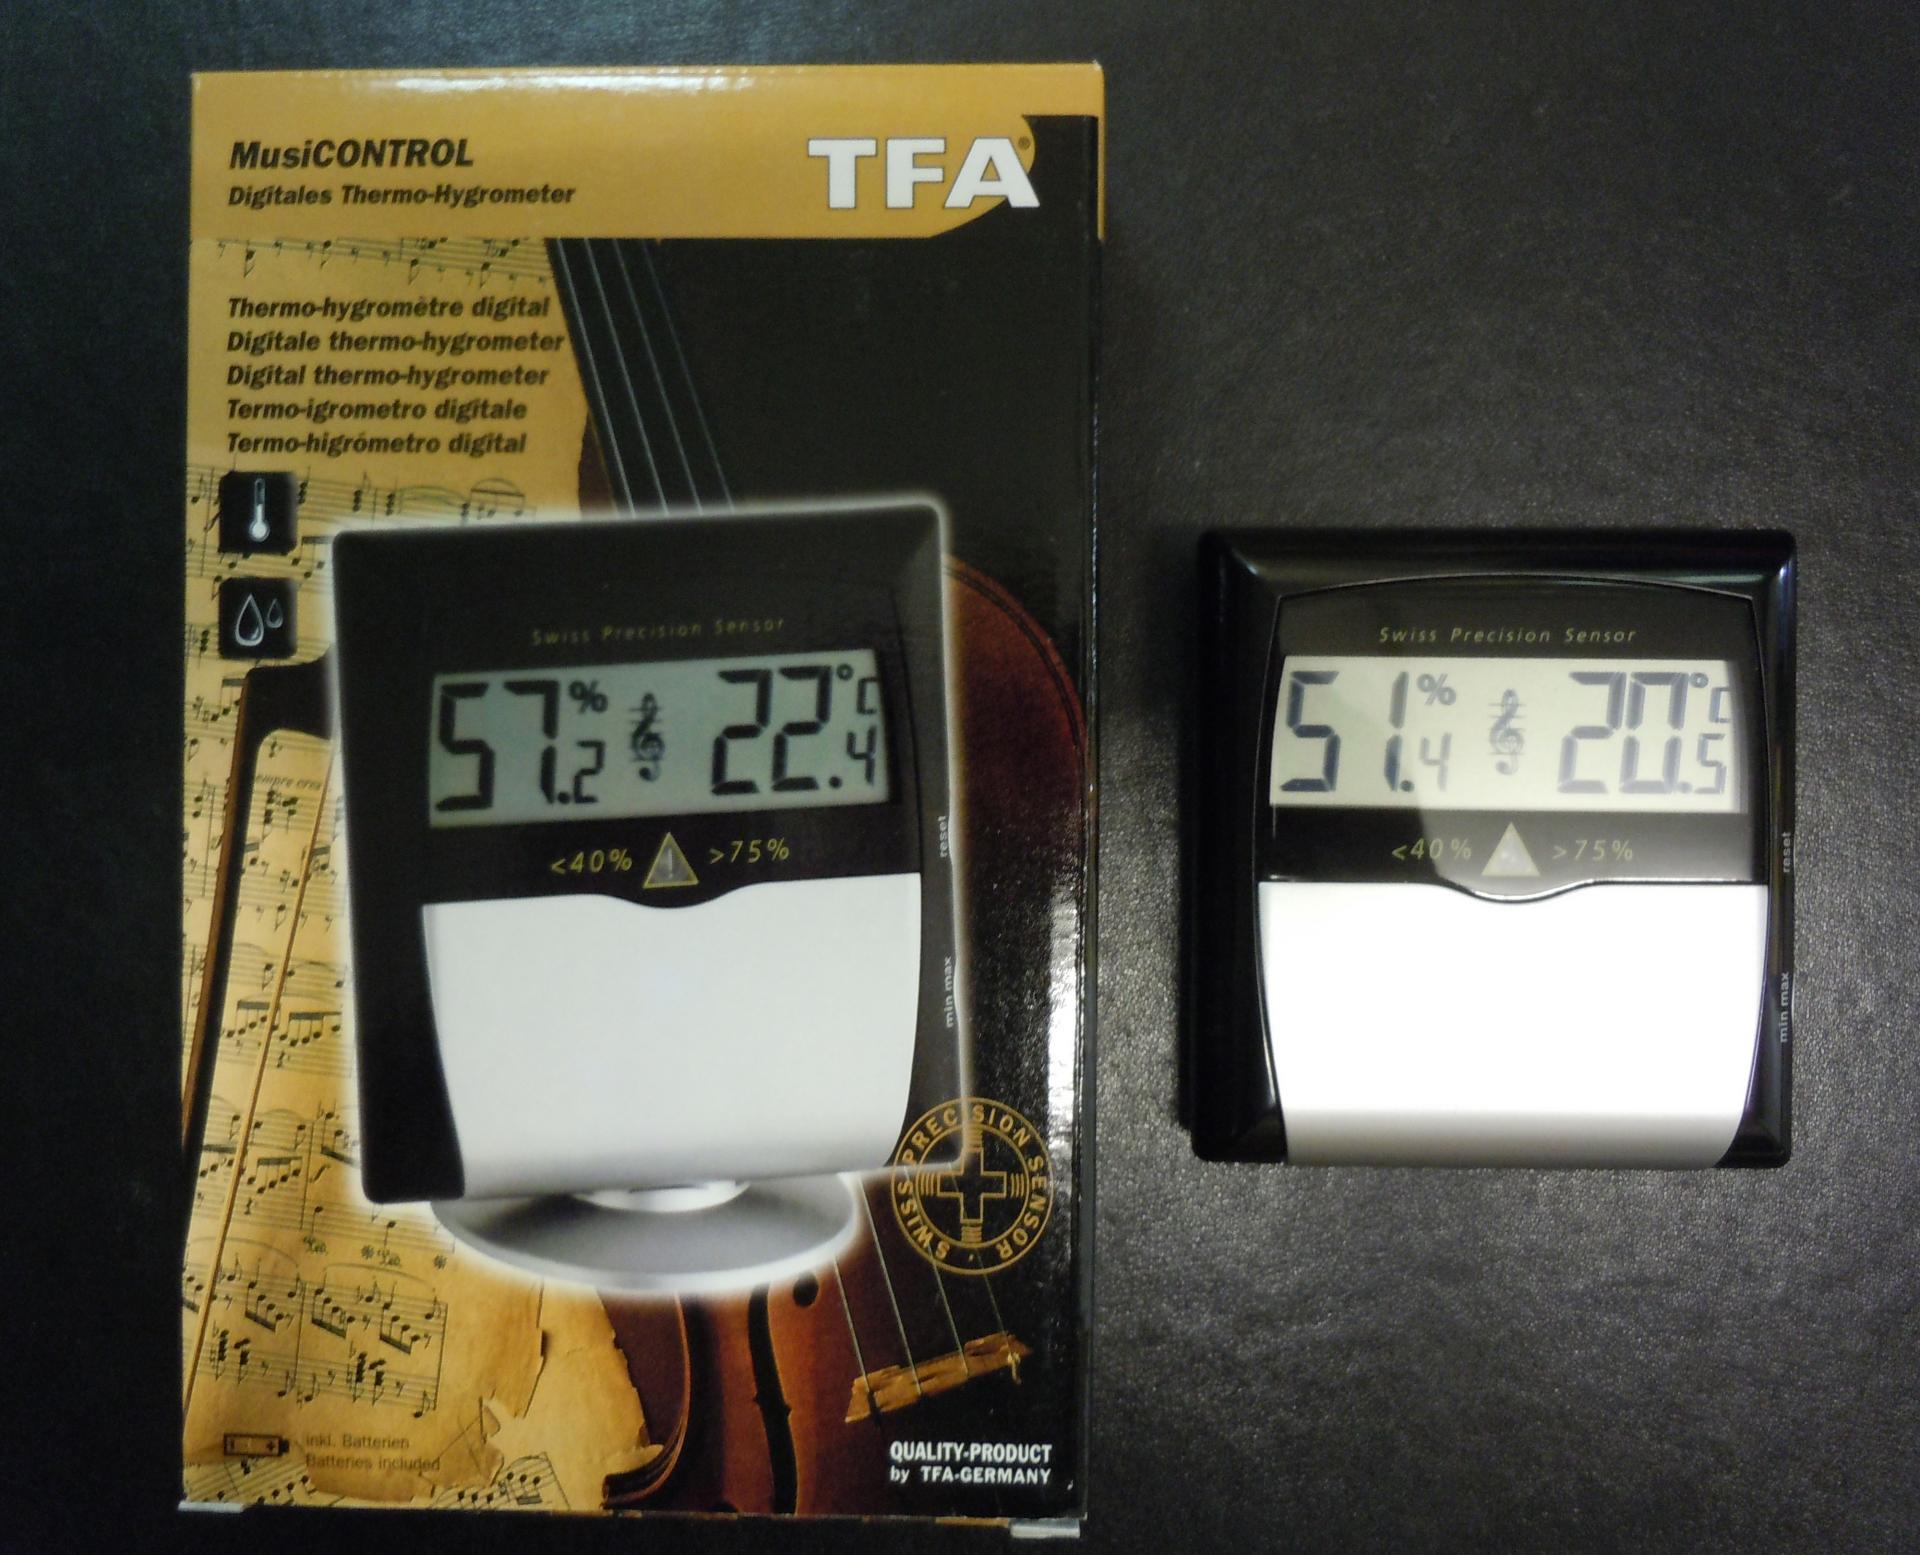 MusiCONTROL
Digitales Thermo-Hygrometer
TFA®
Thermo-hygromètre digital
Digitale thermo-hygrometer
Digital thermo-hygrometer
Termo-igrometro digitale
Termo-higrómetro digital
Swiss Precision Sensor
57.2 % 22.4 °C
<40% ! >75%
reset
min max
SWISS PRECISION SENSOR
inkl. Batterien
Batteries included
QUALITY-PRODUCT
by TFA-GERMANY
Swiss Precision Sensor
51.4 % 20.5 °C
<40% >75%
reset
min max